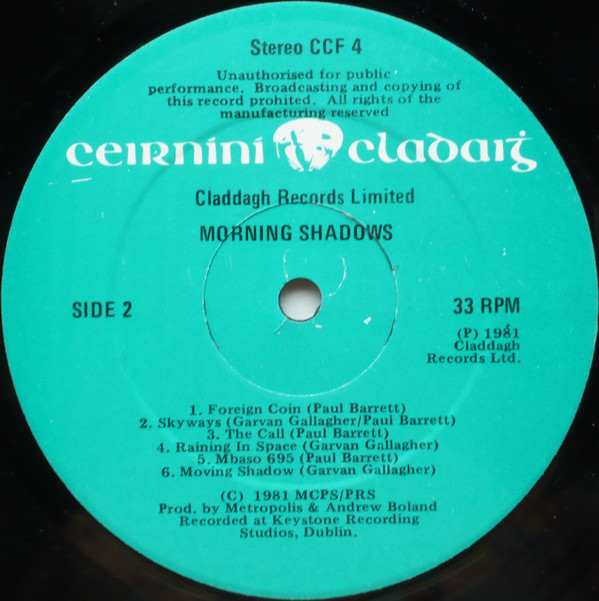 Stereo CCF 4
Unauthorised for public
performance. Broadcasting and copying of
this record prohited. All rights of the
manufacturing reserved
ceirníní claddaiġ
Claddagh Records Limited
MORNING SHADOWS
SIDE 2
33 RPM
(P) 1981
Claddagh
Records Ltd.
1. Foreign Coin (Paul Barrett)
2. Skyways (Garvan Gallagher/Paul Barrett)
3. The Call (Paul Barrett)
4. Raining In Space (Garvan Gallagher)
5. Mbaso 695 (Paul Barrett)
6. Moving Shadow (Garvan Gallagher)
(C) 1981 MCPS/PRS
Prod. by Metropolis & Andrew Boland
Recorded at Keystone Recording
Studios, Dublin.